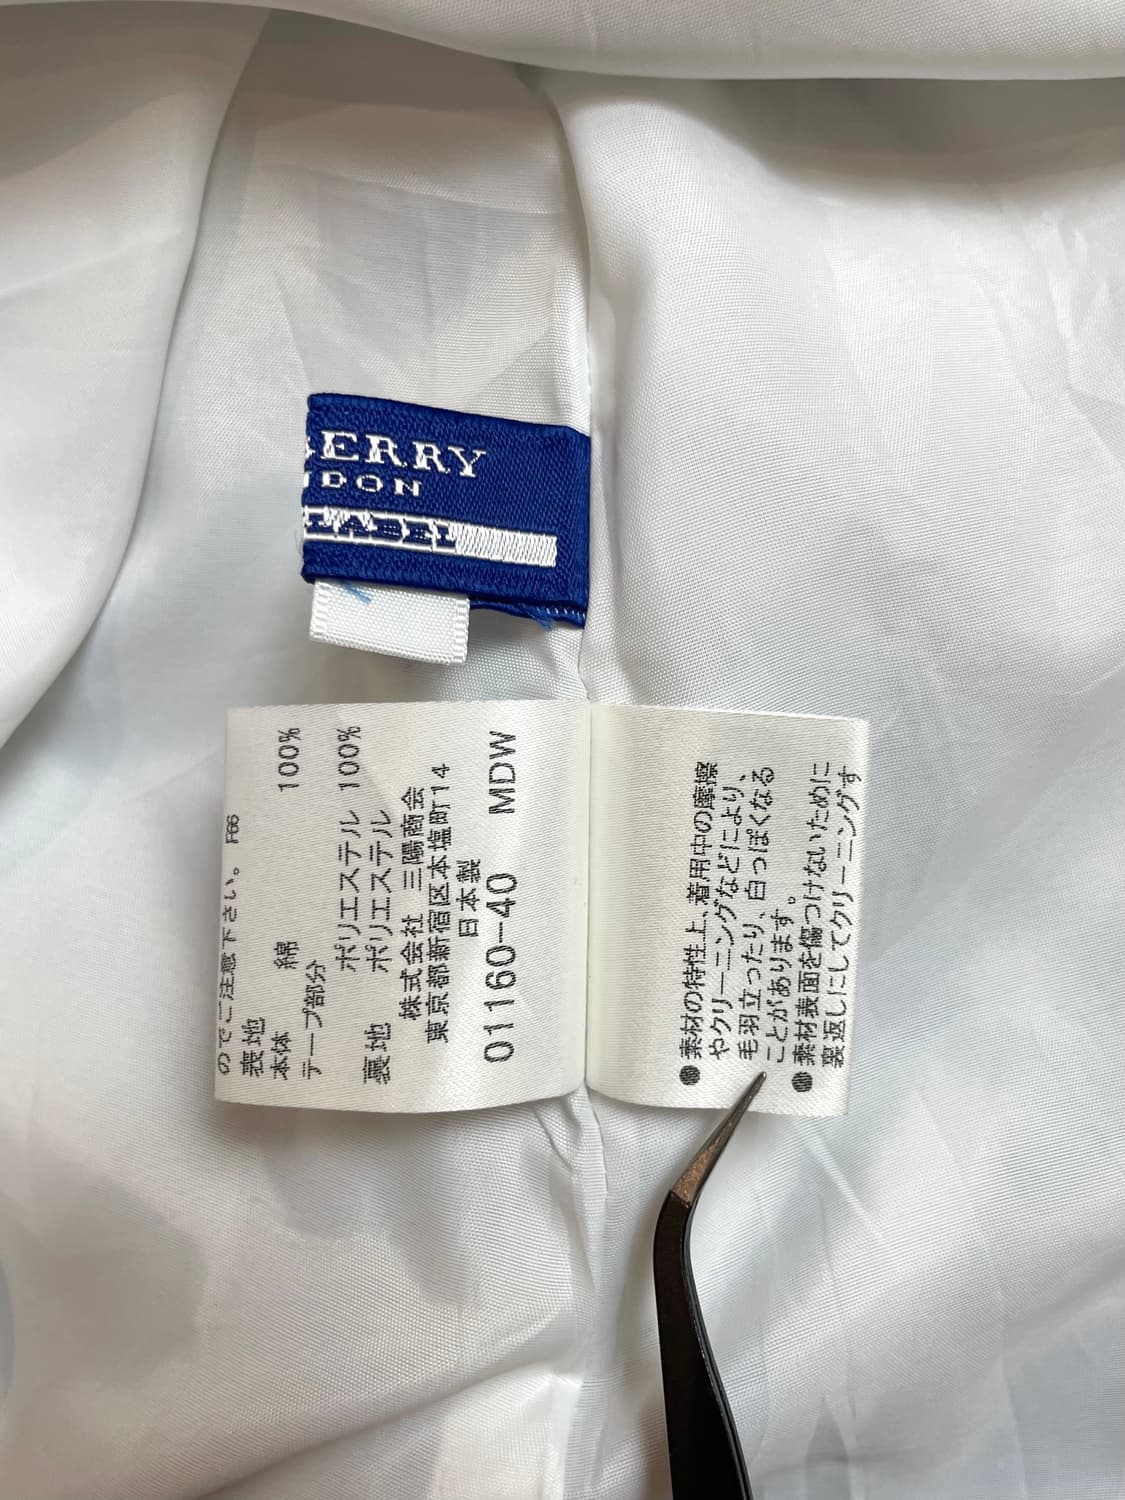 BERRY
NDON
LABEL
のでご注意下さい。 F66
表地
本体 綿 100%
テープ部分
ポリエステル 100%
裏地 ポリエステル
株式会社 三陽商会
東京都新宿区本塩町14
日本製
01160-40 MDW
●素材の特性上、着用中の摩擦
やクリーニングなどにより、
毛羽立ったり、白っぽくなる
ことがあります。
●素材表面を傷つけないために
裏返しにしてクリーニングす